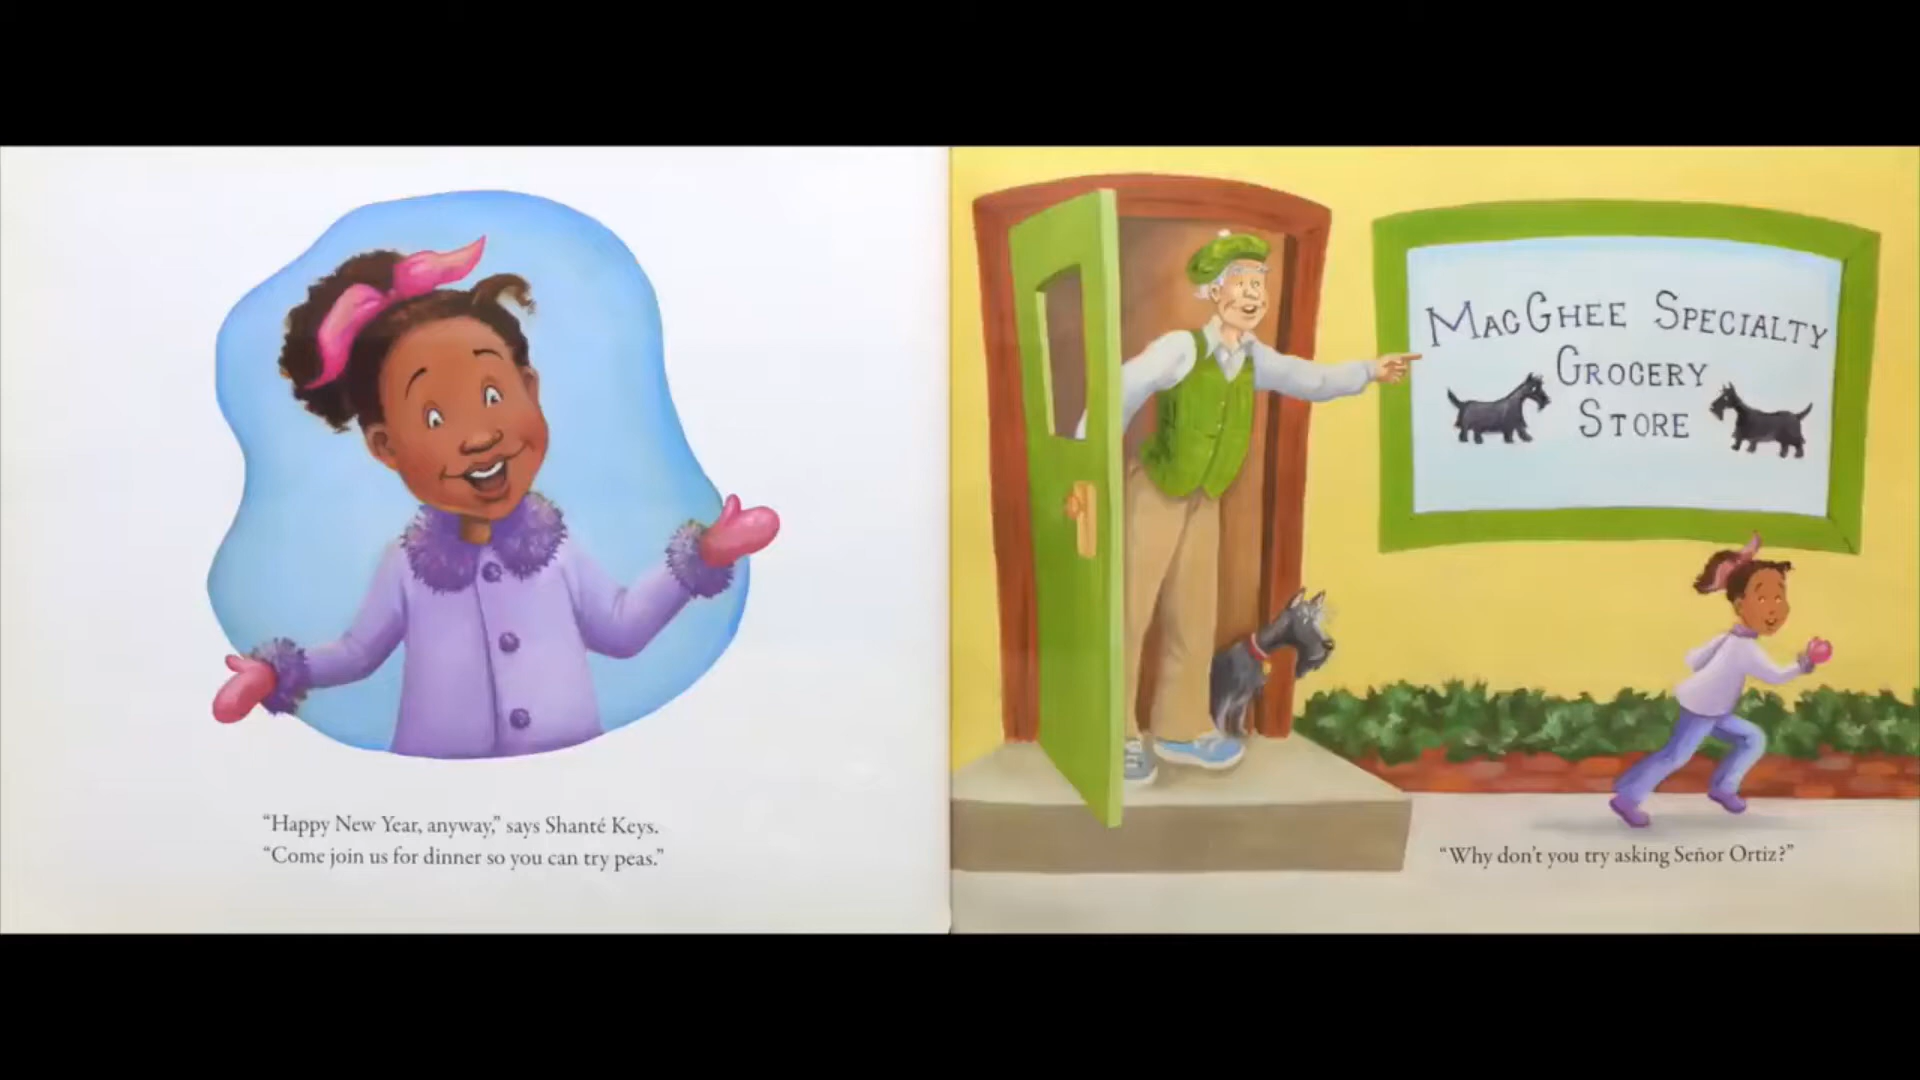 “Happy New Year, anyway,” says Shanté Keys.
“Come join us for dinner so you can try peas.”
MacGhee Specialty
Grocery
Store
“Why don’t you try asking Señor Ortiz?”